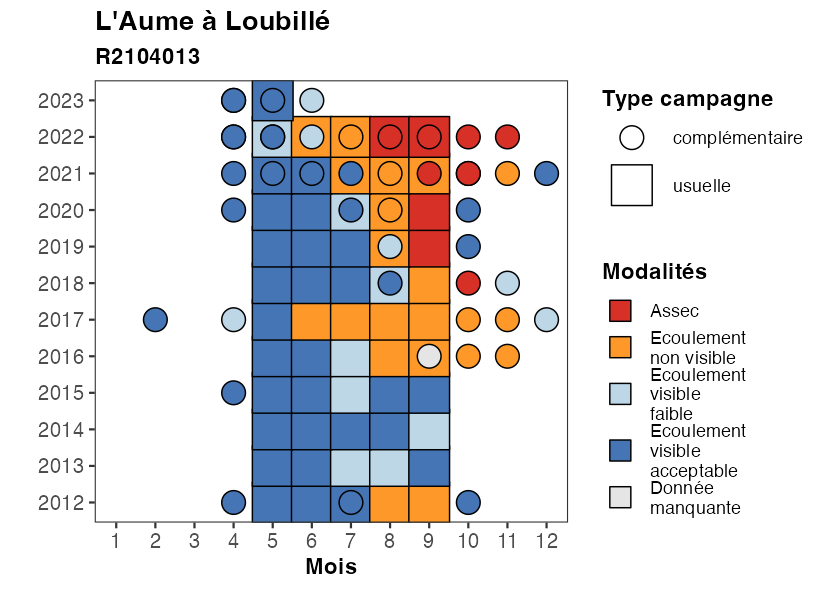 L'Aume à Loubillé
R2104013
2023
2022
2021
2020
2019
2018
2017
2016
2015
2014
2013
2012
1 2 3 4 5 6 7 8 9 10 11 12
Mois
Type campagne
complémentaire
usuelle
Modalités
Assec
Ecoulement
non visible
Ecoulement
visible
faible
Ecoulement
visible
acceptable
Donnée
manquante